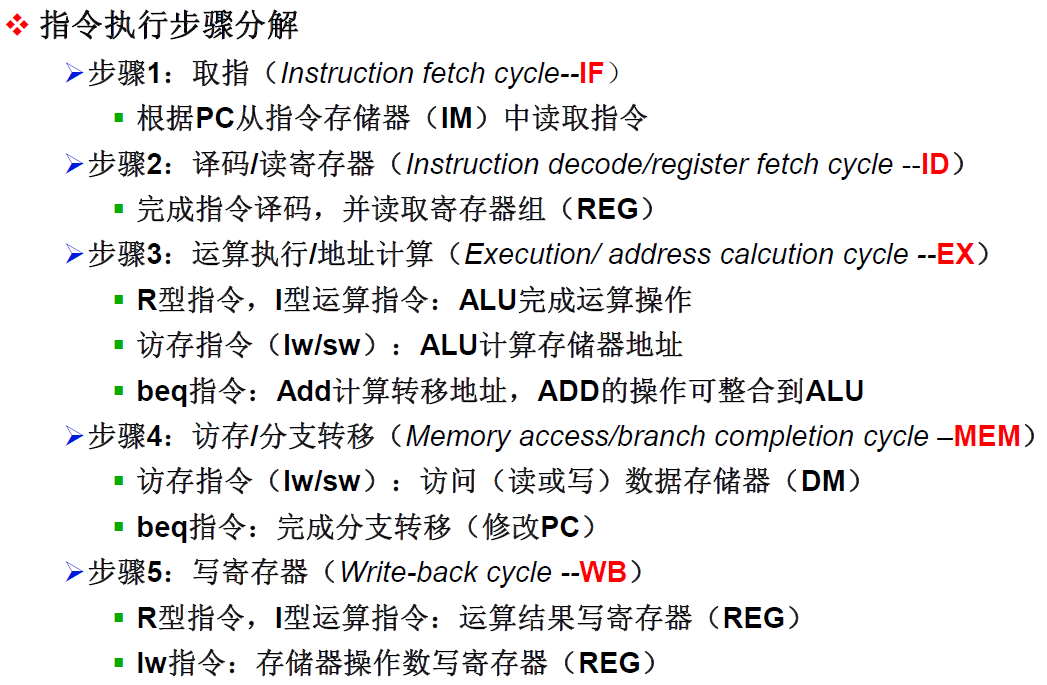 指令执行步骤分解
步骤1：取指（Instruction fetch cycle--IF）
根据PC从指令存储器（IM）中读取指令
步骤2：译码/读寄存器（Instruction decode/register fetch cycle --ID）
完成指令译码，并读取寄存器组（REG）
步骤3：运算执行/地址计算（Execution/ address calcution cycle --EX）
R型指令，I型运算指令：ALU完成运算操作
访存指令（lw/sw）：ALU计算存储器地址
beq指令：Add计算转移地址，ADD的操作可整合到ALU
步骤4：访存/分支转移（Memory access/branch completion cycle –MEM）
访存指令（lw/sw）：访问（读或写）数据存储器（DM）
beq指令：完成分支转移（修改PC）
步骤5：写寄存器（Write-back cycle --WB）
R型指令，I型运算指令：运算结果写寄存器（REG）
lw指令：存储器操作数写寄存器（REG）